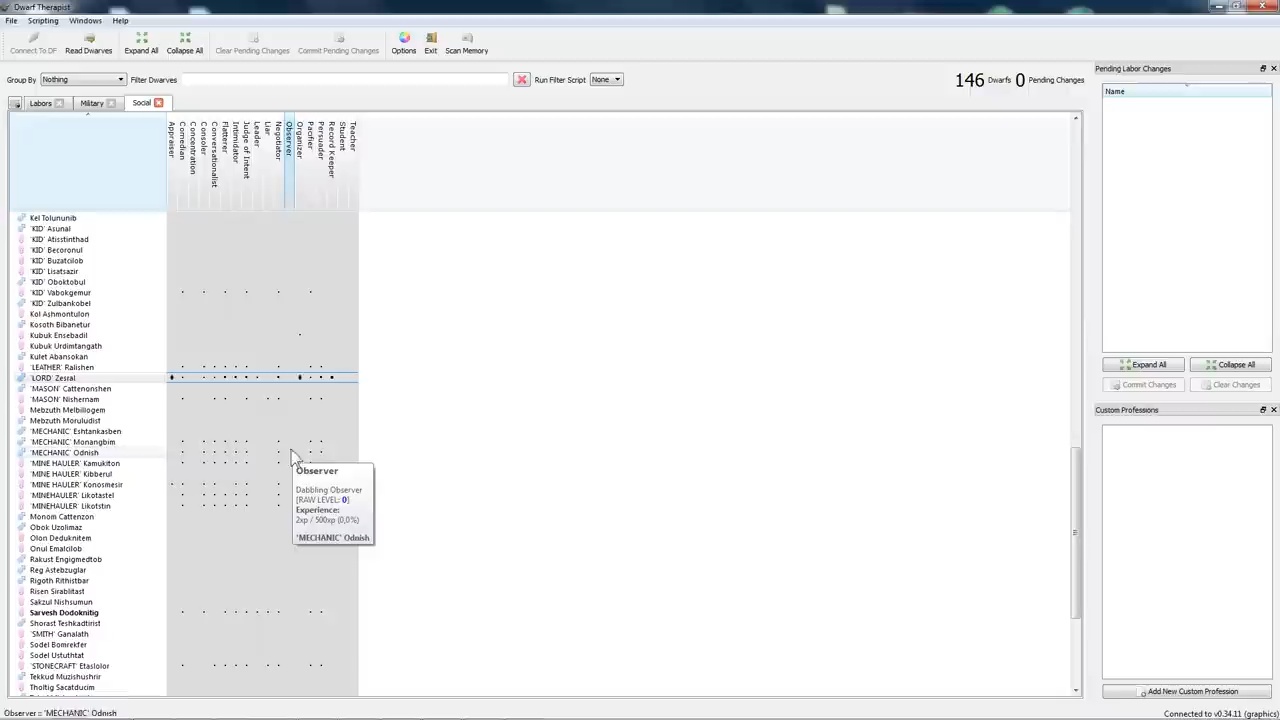 Dwarf Therapist
File Scripting Windows Help
Connect To DF Read Dwarves Expand All Collapse All Clear Pending Changes Commit Pending Changes Options Exit Scan Memory
Group By Nothing Filter Dwarves Run Filter Script None 146 Dwarfs 0 Pending Changes
Labors Military Social
Appraiser
Comedian
Concentration
Consoler
Conversationalist
Flatterer
Intimidator
Judge of Intent
Leader
Liar
Negotiator
Observer
Organizer
Pacifier
Persuader
Record Keeper
Student
Teacher
Kel Tolununib
'KID' Asunal
'KID' Atisstinthad
'KID' Becoronul
'KID' Buzatcilob
'KID' Lisatsazir
'KID' Oboktobul
'KID' Vabokgemur
'KID' Zulbankobel
Kol Ashmontulon
Kosoth Bibanetur
Kubuk Ensebadil
Kubuk Urdimtangath
Kulet Abansokan
'LEATHER' Ralishen
'LORD' Zesral
'MASON' Cattenonshen
'MASON' Nishernam
Mebzuth Melbillogem
Mebzuth Moruludist
'MECHANIC' Eshtankasben
'MECHANIC' Monangbim
'MECHANIC' Odnish
'MINE HAULER' Kamukiton
'MINE HAULER' Kibberul
'MINE HAULER' Konosmesir
'MINEHAULER' Likotastel
'MINEHAULER' Likotstin
Monom Cattenzon
Obok Uzolimaz
Olon Deduknitem
Onul Emalcilob
Rakust Engigmedtob
Reg Astebzuglar
Rigoth Rithistbar
Risen Sirablitast
Sakzul Nishsumun
Sarvesh Dodoknitig
Shorast Teshkadtirist
'SMITH' Ganalath
Sodel Bomrekfer
Sodel Ustuthtat
'STONECRAFT' Etaslolor
Tekkud Muzishushrir
Tholtig Sacatducim
Observer
Dabbling Observer
[RAW LEVEL: 0]
Experience:
2xp / 500xp (0,0%)
'MECHANIC' Odnish
Pending Labor Changes
Name
Expand All Collapse All
Commit Changes Clear Changes
Custom Professions
Add New Custom Profession
Observer :: 'MECHANIC' Odnish
Connected to v0.34.11 (graphics)